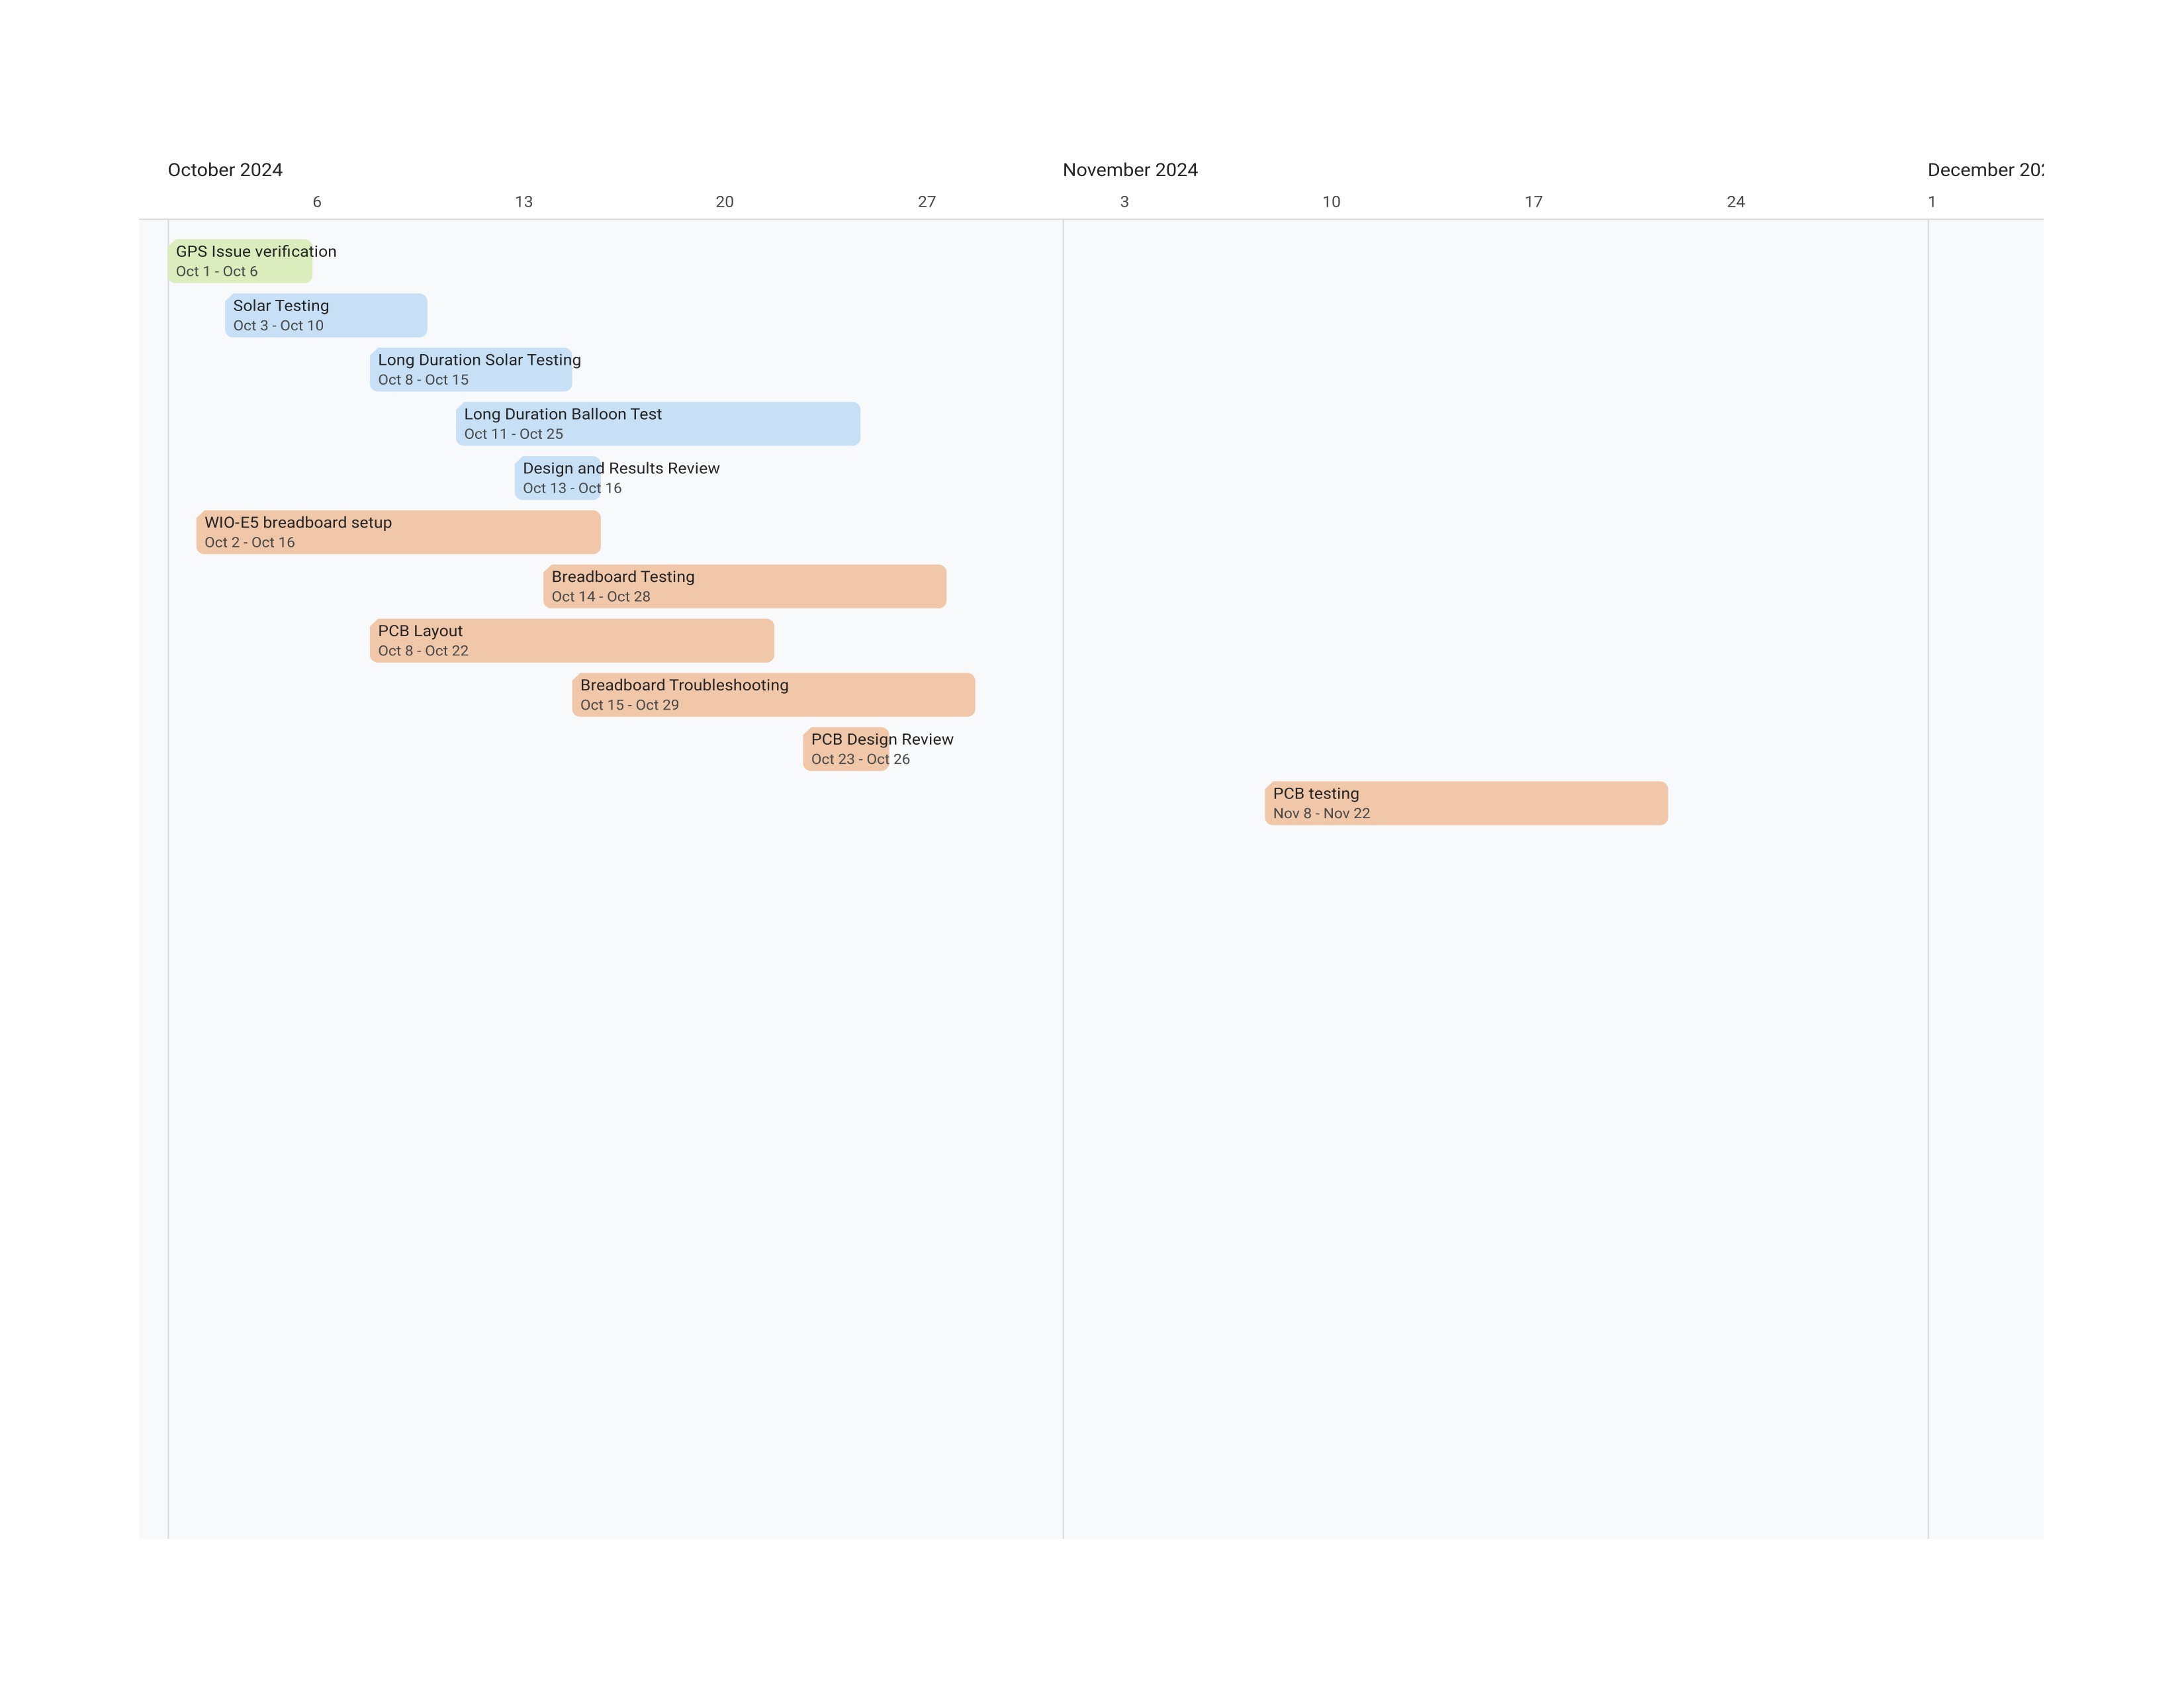 October 2024 November 2024 December 202
6 13 20 27 3 10 17 24 1
GPS Issue verification
Oct 1 - Oct 6
Solar Testing
Oct 3 - Oct 10
Long Duration Solar Testing
Oct 8 - Oct 15
Long Duration Balloon Test
Oct 11 - Oct 25
Design and Results Review
Oct 13 - Oct 16
WIO-E5 breadboard setup
Oct 2 - Oct 16
Breadboard Testing
Oct 14 - Oct 28
PCB Layout
Oct 8 - Oct 22
Breadboard Troubleshooting
Oct 15 - Oct 29
PCB Design Review
Oct 23 - Oct 26
PCB testing
Nov 8 - Nov 22